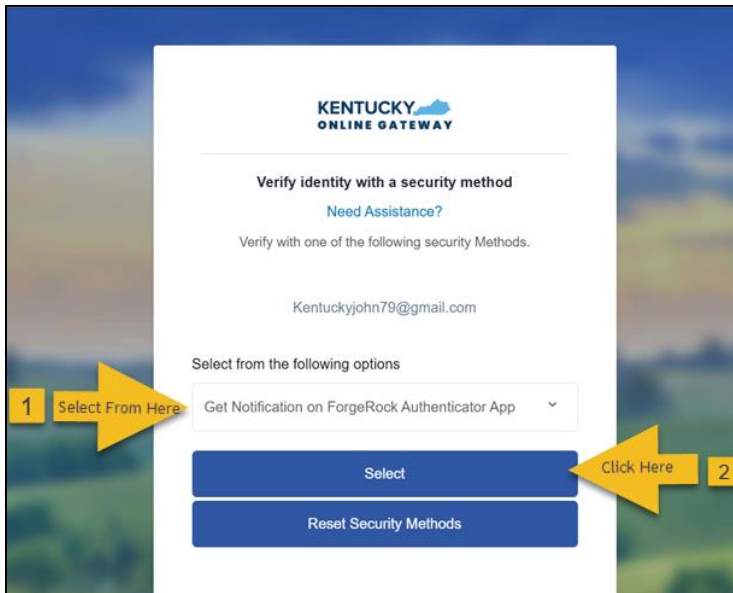 KENTUCKY
ONLINE GATEWAY
Verify identity with a security method
Need Assistance?
Verify with one of the following security Methods.
Kentuckyjohn79@gmail.com
Select from the following options
1 Select From Here
Get Notification on ForgeRock Authenticator App
Select
Click Here 2
Reset Security Methods